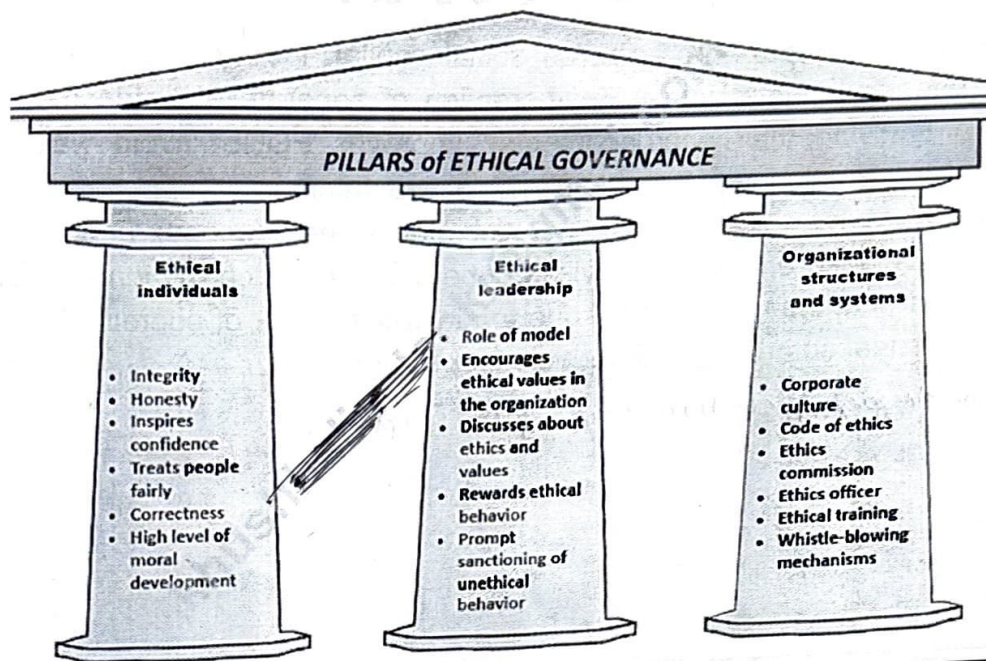 PILLARS of ETHICAL GOVERNANCE
Ethical
individuals
• Integrity
• Honesty
• Inspires
confidence
• Treats people
fairly
• Correctness
• High level of
moral
development
Ethical
leadership
• Role of model
• Encourages
ethical values in
the organization
• Discusses about
ethics and
values
• Rewards ethical
behavior
• Prompt
sanctioning of
unethical
behavior
Organizational
structures
and systems
• Corporate
culture
• Code of ethics
• Ethics
commission
• Ethics officer
• Ethical training
• Whistle-blowing
mechanisms